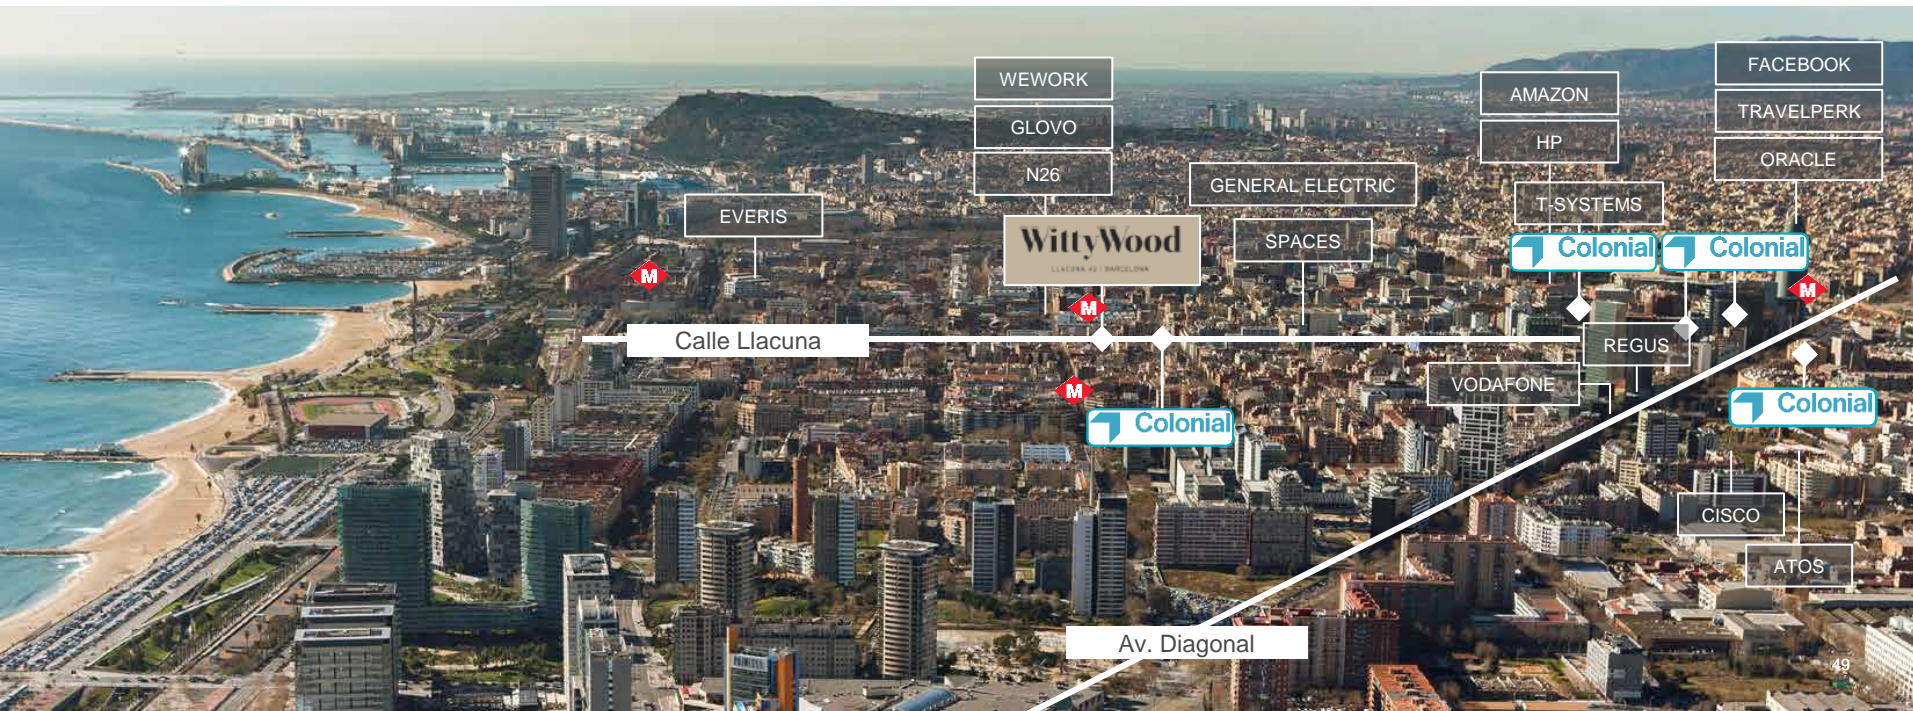 FACEBOOK
WEWORK
AMAZON
TRAVELPERK
GLOVO
HP
ORACLE
N26
GENERAL ELECTRIC
T-SYSTEMS
EVERIS
WittyWood
LLACUNA 42 | BARCELONA
SPACES
Colonial
Colonial
M
M
M
Calle Llacuna
REGUS
VODAFONE
M
Colonial
Colonial
CISCO
ATOS
Av. Diagonal
49